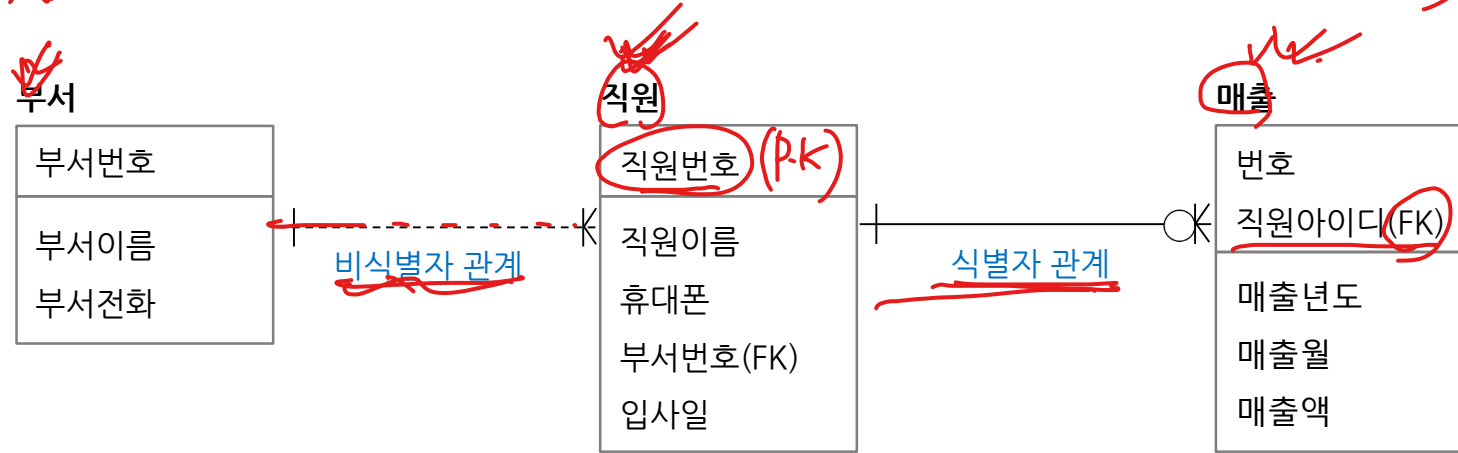 부서
부서번호
부서이름
부서전화
비식별자 관계
직원
직원번호 (P.K)
직원이름
휴대폰
부서번호(FK)
입사일
식별자 관계
매출
번호
직원아이디(FK)
매출년도
매출월
매출액